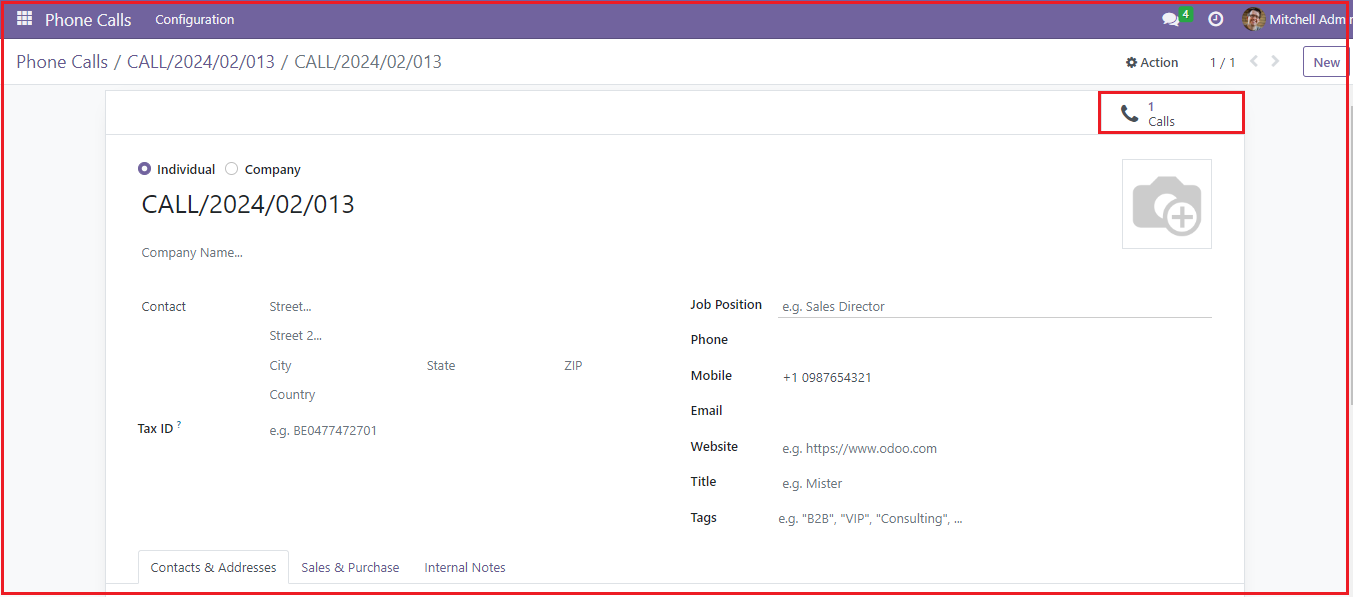 Phone Calls Configuration 4 Mitchell Admin
Phone Calls / CALL/2024/02/013 / CALL/2024/02/013 Action 1 / 1 New
1
Calls
Individual Company
CALL/2024/02/013
Company Name...
Contact Street... Job Position e.g. Sales Director
Street 2... Phone
City State ZIP Mobile +1 0987654321
Country Email
Tax ID ? e.g. BE0477472701 Website e.g. https://www.odoo.com
Title e.g. Mister
Tags e.g. "B2B", "VIP", "Consulting", ...
Contacts & Addresses Sales & Purchase Internal Notes